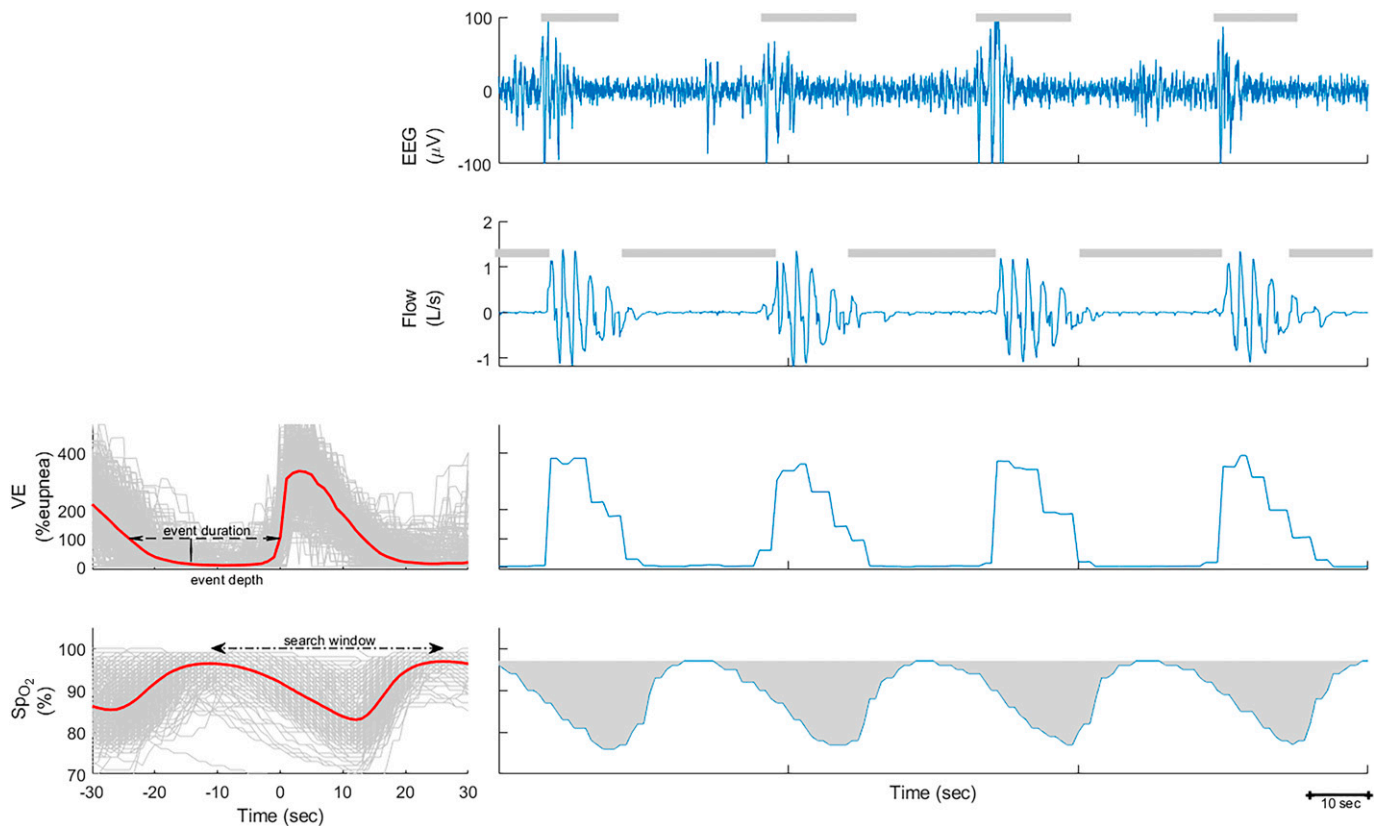 EEG
(μV)
100
0
-100
Flow
(L/s)
2
1
0
-1
VE
(%eupnea)
400
300
200
100
0
event duration
event depth
SpO2
(%)
100
90
80
70
search window
-30 -20 -10 0 10 20 30
Time (sec)
Time (sec)
10 sec